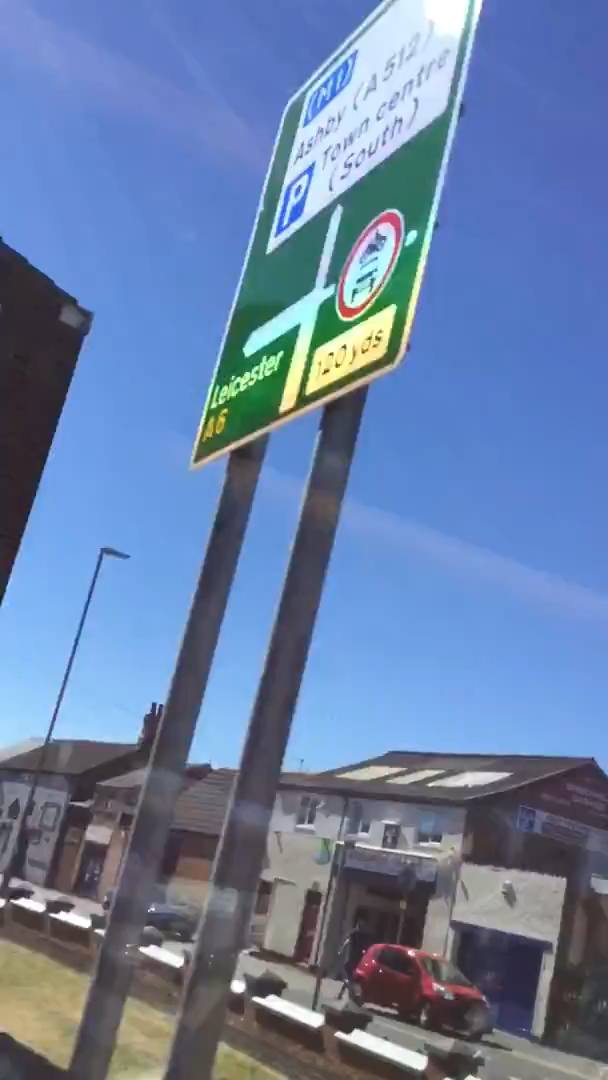 (M1)
Ashby (A 512)
P Town centre
(South)
Leicester
A6
120 yds